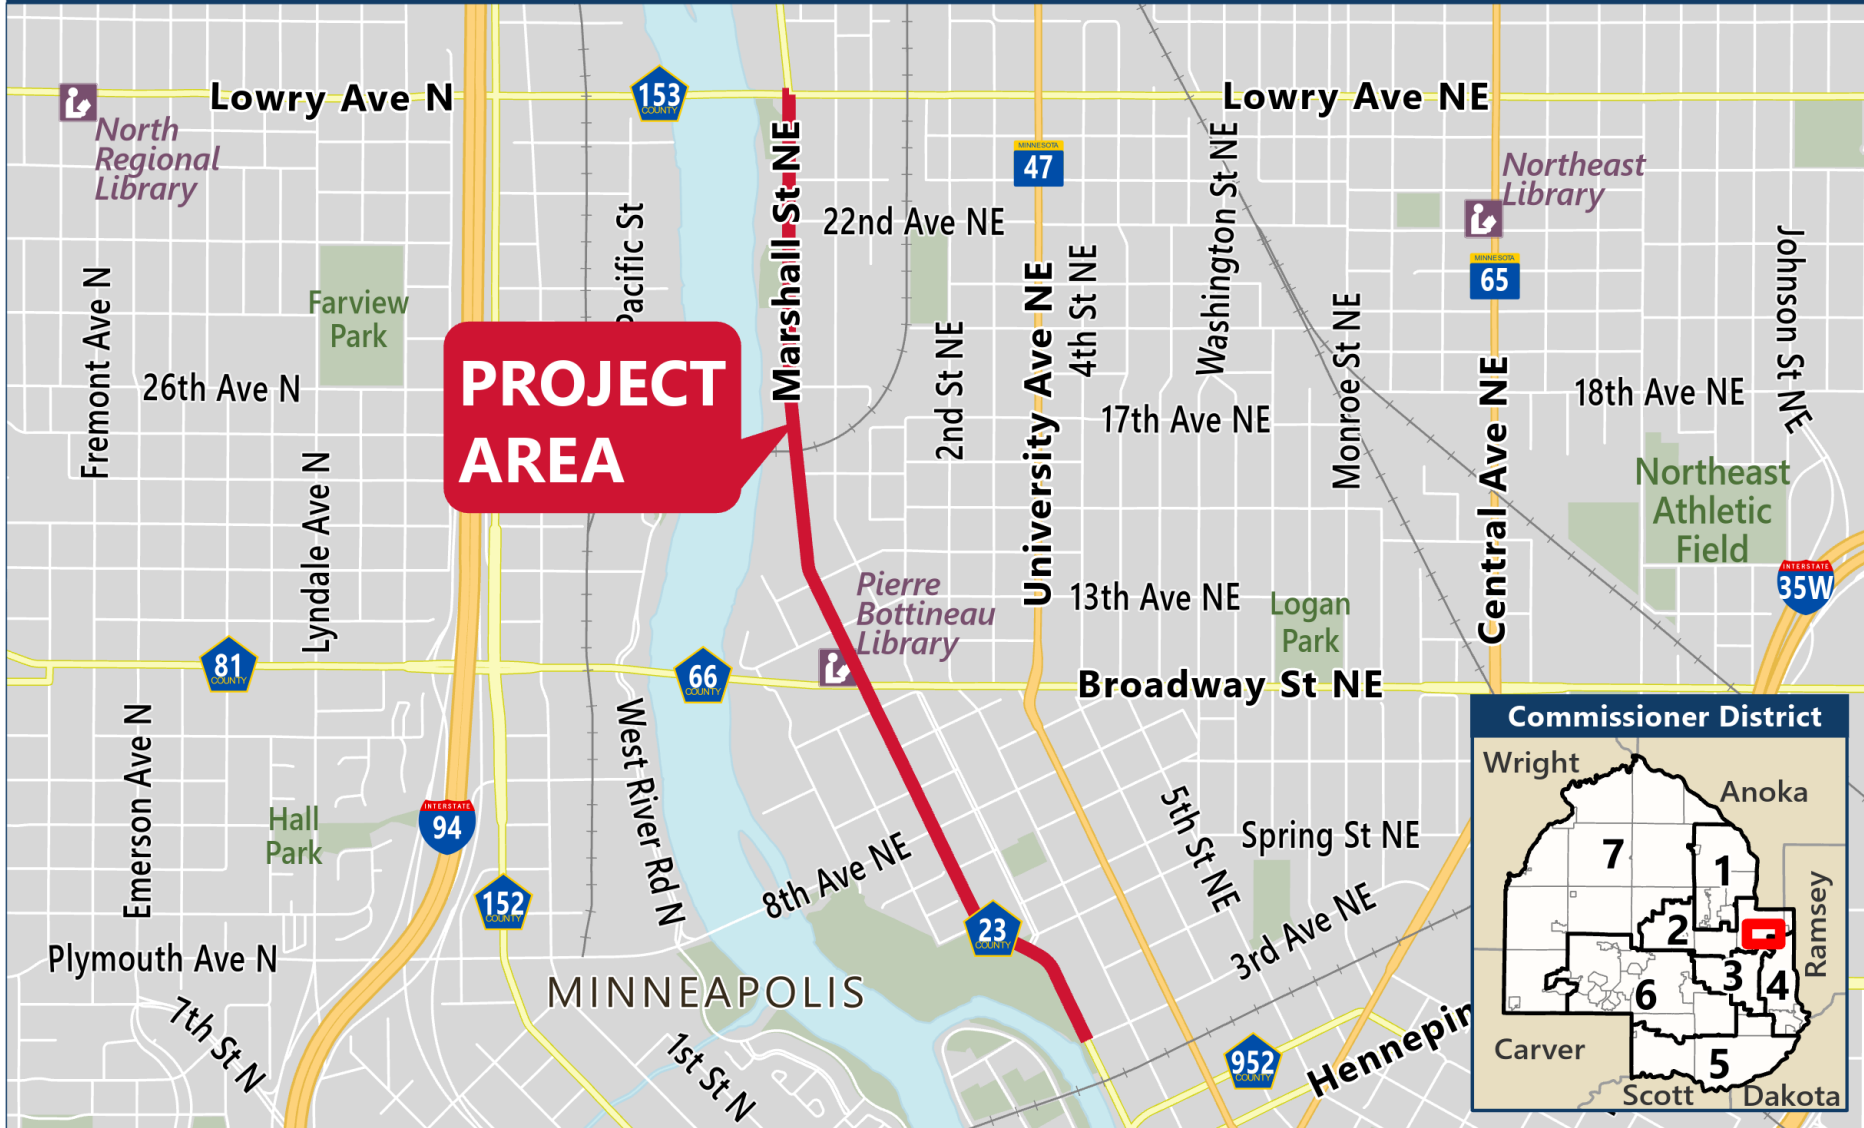 Lowry Ave N
153
COUNTY
Lowry Ave NE
North
Regional
Library
MINNESOTA
47
Northeast
Library
MINNESOTA
65
Marshall St NE
22nd Ave NE
Pacific St
Washington St NE
Johnson St NE
Fremont Ave N
Farview
Park
26th Ave N
PROJECT
AREA
2nd St NE
University Ave NE
4th St NE
17th Ave NE
Monroe St NE
Central Ave NE
18th Ave NE
Northeast
Athletic
Field
Lyndale Ave N
Pierre
Bottineau
Library
13th Ave NE
Logan
Park
INTERSTATE
35W
81
COUNTY
66
COUNTY
Broadway St NE
Emerson Ave N
Hall
Park
INTERSTATE
94
West River Rd N
8th Ave NE
5th St NE
Spring St NE
152
COUNTY
23
COUNTY
3rd Ave NE
Plymouth Ave N
MINNEAPOLIS
7th St N
1st St N
952
COUNTY
Hennepin
Commissioner District
Wright
Anoka
7
1
Ramsey
2
3
4
6
Carver
5
Scott
Dakota